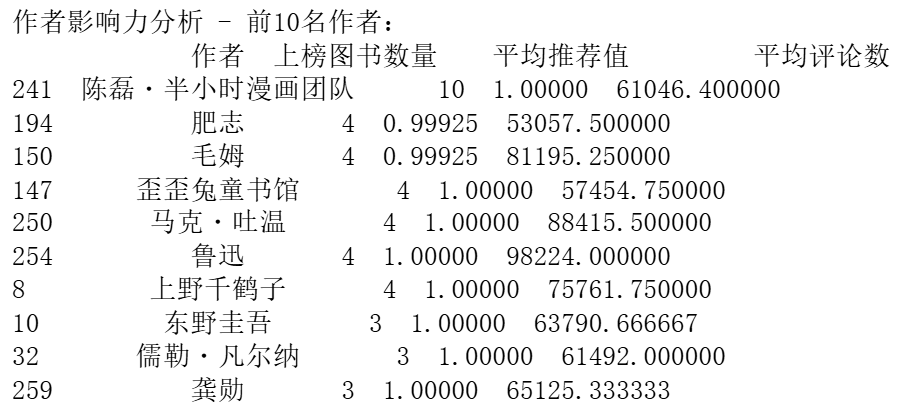 作者影响力分析 - 前10名作者：
作者 上榜图书数量 平均推荐值 平均评论数
241 陈磊・半小时漫画团队 10 1.00000 61046.400000
194 肥志 4 0.99925 53057.500000
150 毛姆 4 0.99925 81195.250000
147 歪歪兔童书馆 4 1.00000 57454.750000
250 马克・吐温 4 1.00000 88415.500000
254 鲁迅 4 1.00000 98224.000000
8 上野千鹤子 4 1.00000 75761.750000
10 东野圭吾 3 1.00000 63790.666667
32 儒勒・凡尔纳 3 1.00000 61492.000000
259 龚勋 3 1.00000 65125.333333